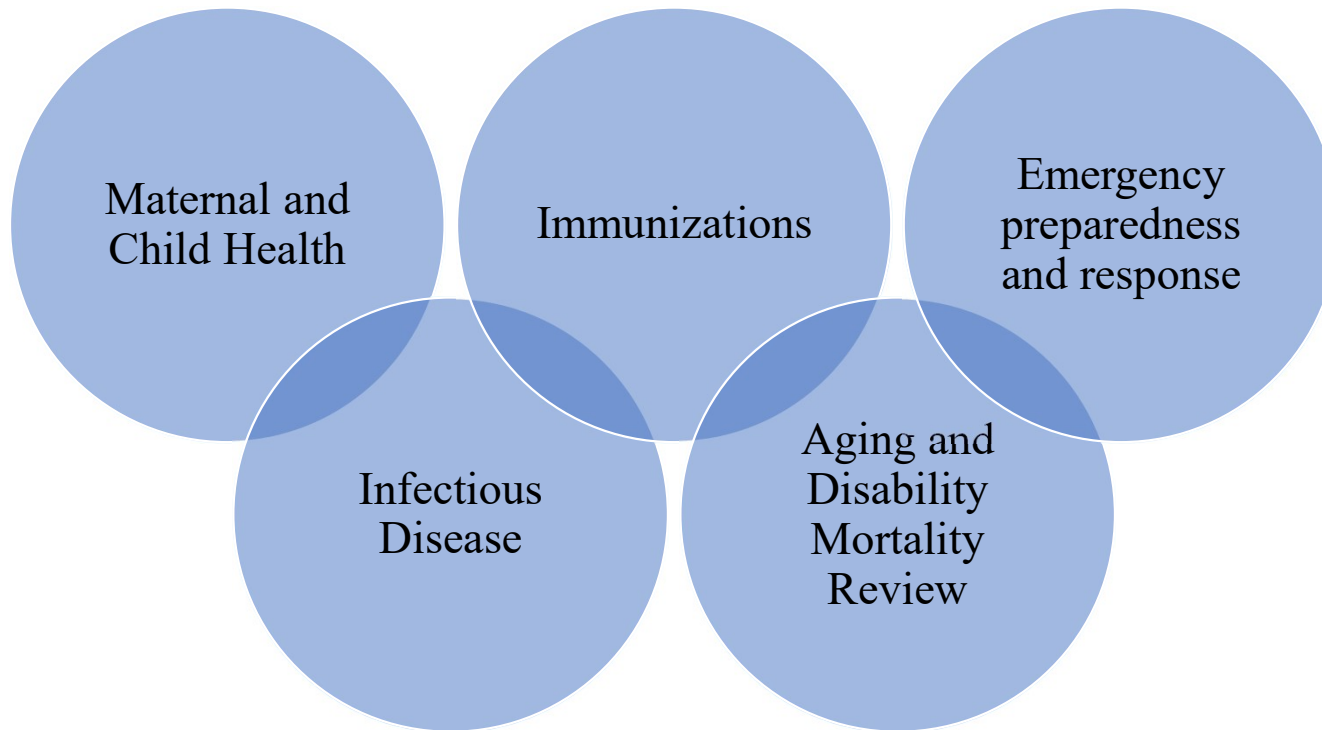 Maternal and
Child Health
Immunizations
Emergency
preparedness
and response
Infectious
Disease
Aging and
Disability
Mortality
Review